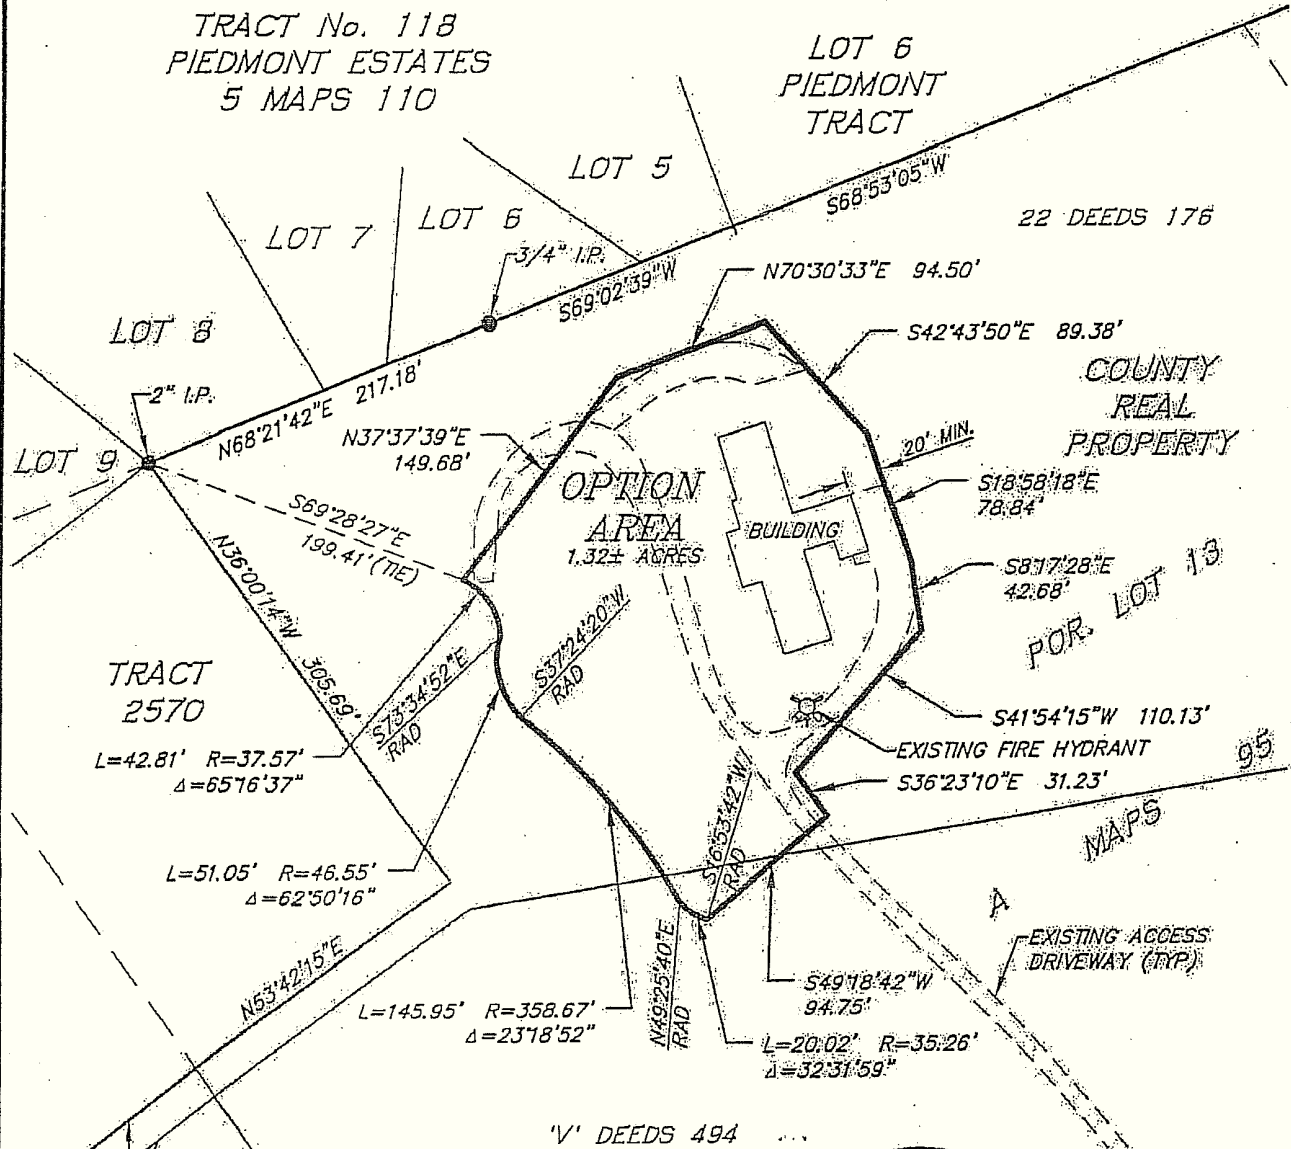 TRACT No. 118
PIEDMONT ESTATES
5 MAPS 110
LOT 6
PIEDMONT
TRACT
LOT 5
S68°53'05"W
22 DEEDS 176
LOT 7
LOT 6
3/4" I.P.
S69°02'39"W
N70°30'33"E 94.50'
LOT 8
S42°43'50"E 89.38'
COUNTY
REAL
PROPERTY
2" I.P.
N68°21'42"E 217.18'
N37°37'39"E
149.68'
20' MIN.
LOT 9
S69°28'27"E
199.41' (TIE)
OPTION
AREA
1.32± ACRES
BUILDING
S18°58'18"E
78.84'
S8°17'28"E
42.68'
POR. LOT 13
N36°00'14"W 305.69'
S37°24'20"W
RAD
S73°34'52"E
RAD
TRACT
2570
S41°54'15"W 110.13'
EXISTING FIRE HYDRANT
L=42.81' R=37.57'
Δ=65°16'37"
S36°23'10"E 31.23'
95
MAPS
A
S16°53'42"W
RAD
L=51.05' R=46.55'
Δ=62°50'16"
EXISTING ACCESS
DRIVEWAY (TYP)
N53°42'15"E
S49°18'42"W
94.75'
L=145.95' R=358.67'
Δ=23°18'52"
N49°25'40"E
RAD
L=20.02' R=35.26'
Δ=32°31'59"
'V' DEEDS 494